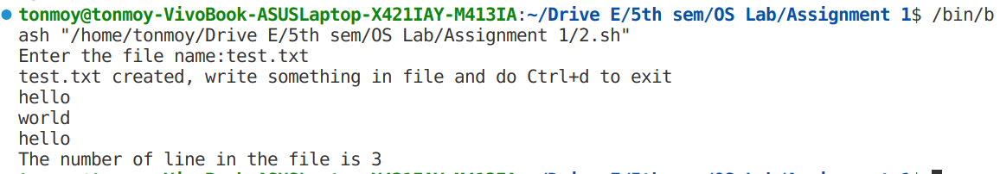 tonmoy@tonmoy-VivoBook-ASUSLaptop-X421IAY-M413IA:~/Drive E/5th sem/OS Lab/Assignment 1$ /bin/b
ash "/home/tonmoy/Drive E/5th sem/OS Lab/Assignment 1/2.sh"
Enter the file name:test.txt
test.txt created, write something in file and do Ctrl+d to exit
hello
world
hello
The number of line in the file is 3